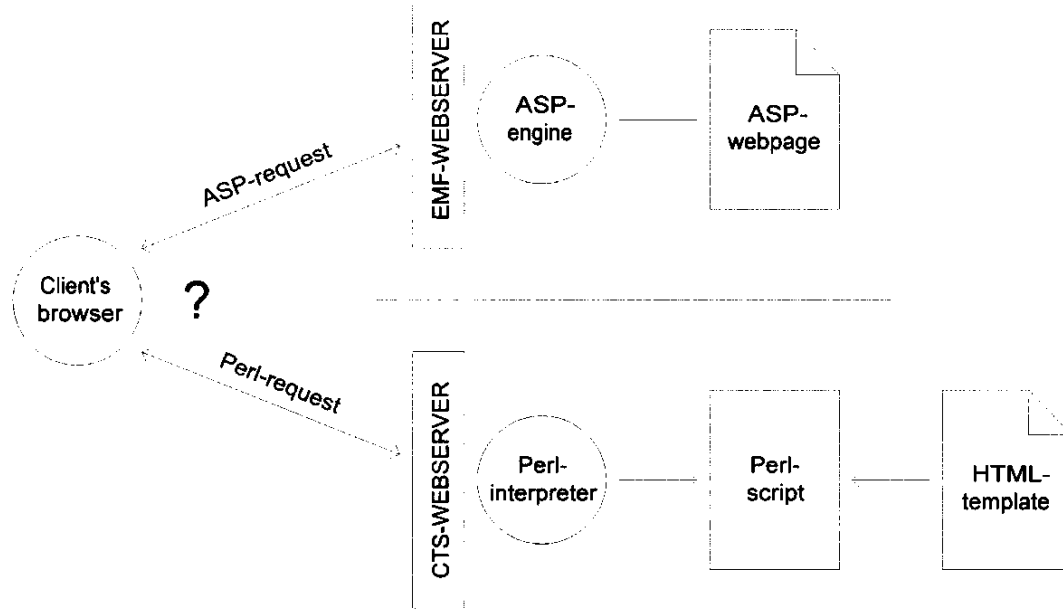 EMF-WEBSERVER
ASP-
engine
ASP-
webpage
ASP-request
Client's
browser
?
Perl-request
CTS-WEBSERVER
Perl-
interpreter
Perl-
script
HTML-
template